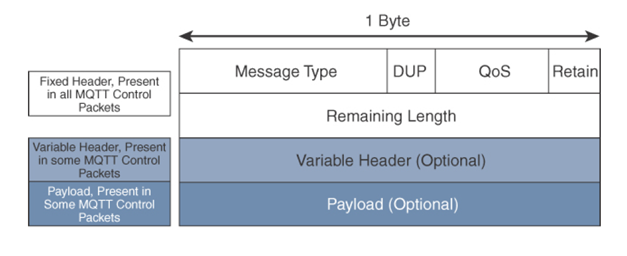 1 Byte
Message Type DUP QoS Retain
Fixed Header, Present
in all MQTT Control
Packets
Remaining Length
Variable Header, Present
in some MQTT Control
Packets
Variable Header (Optional)
Payload, Present in
Some MQTT Control
Packets
Payload (Optional)